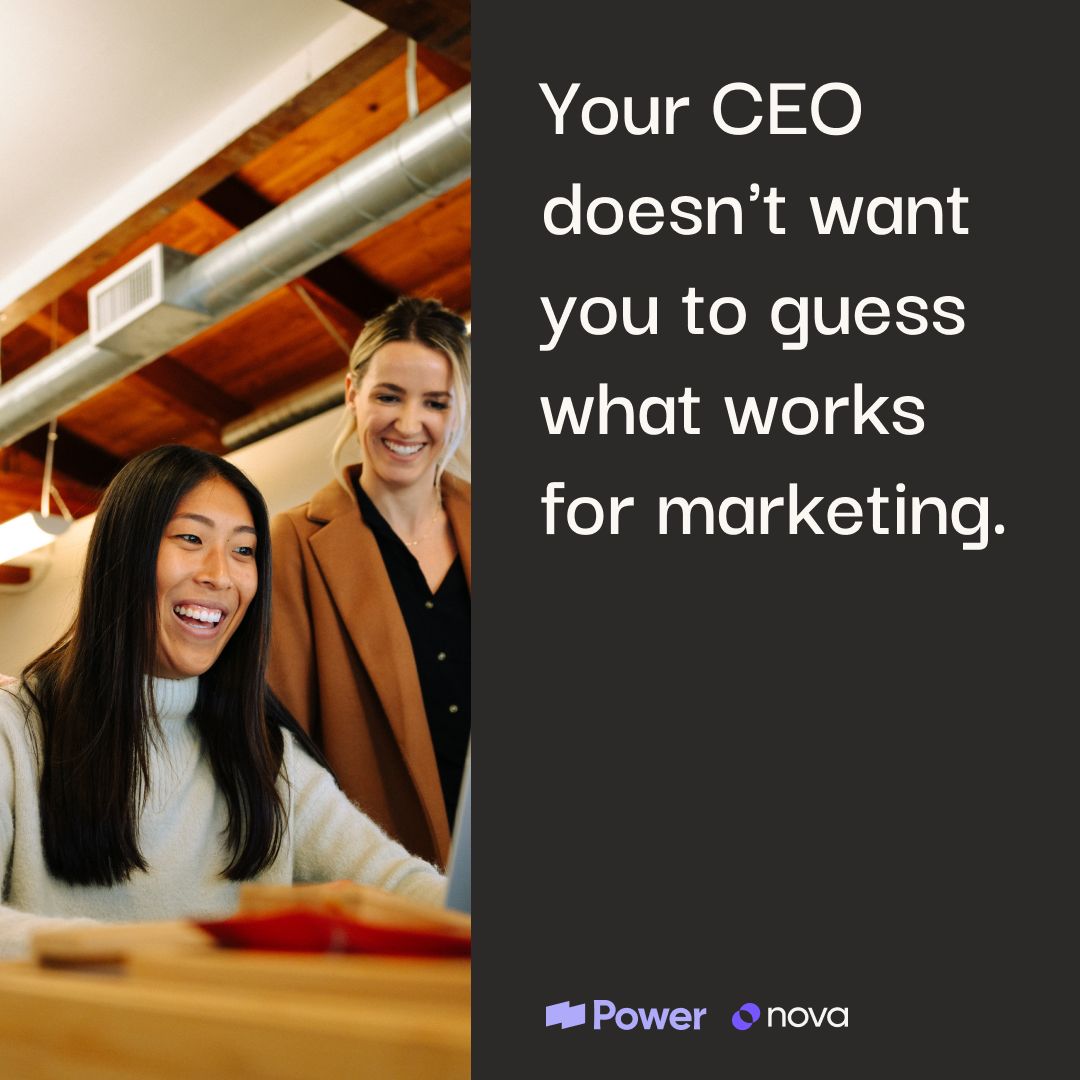 Your CEO
doesn’t want
you to guess
what works
for marketing.
Power nova